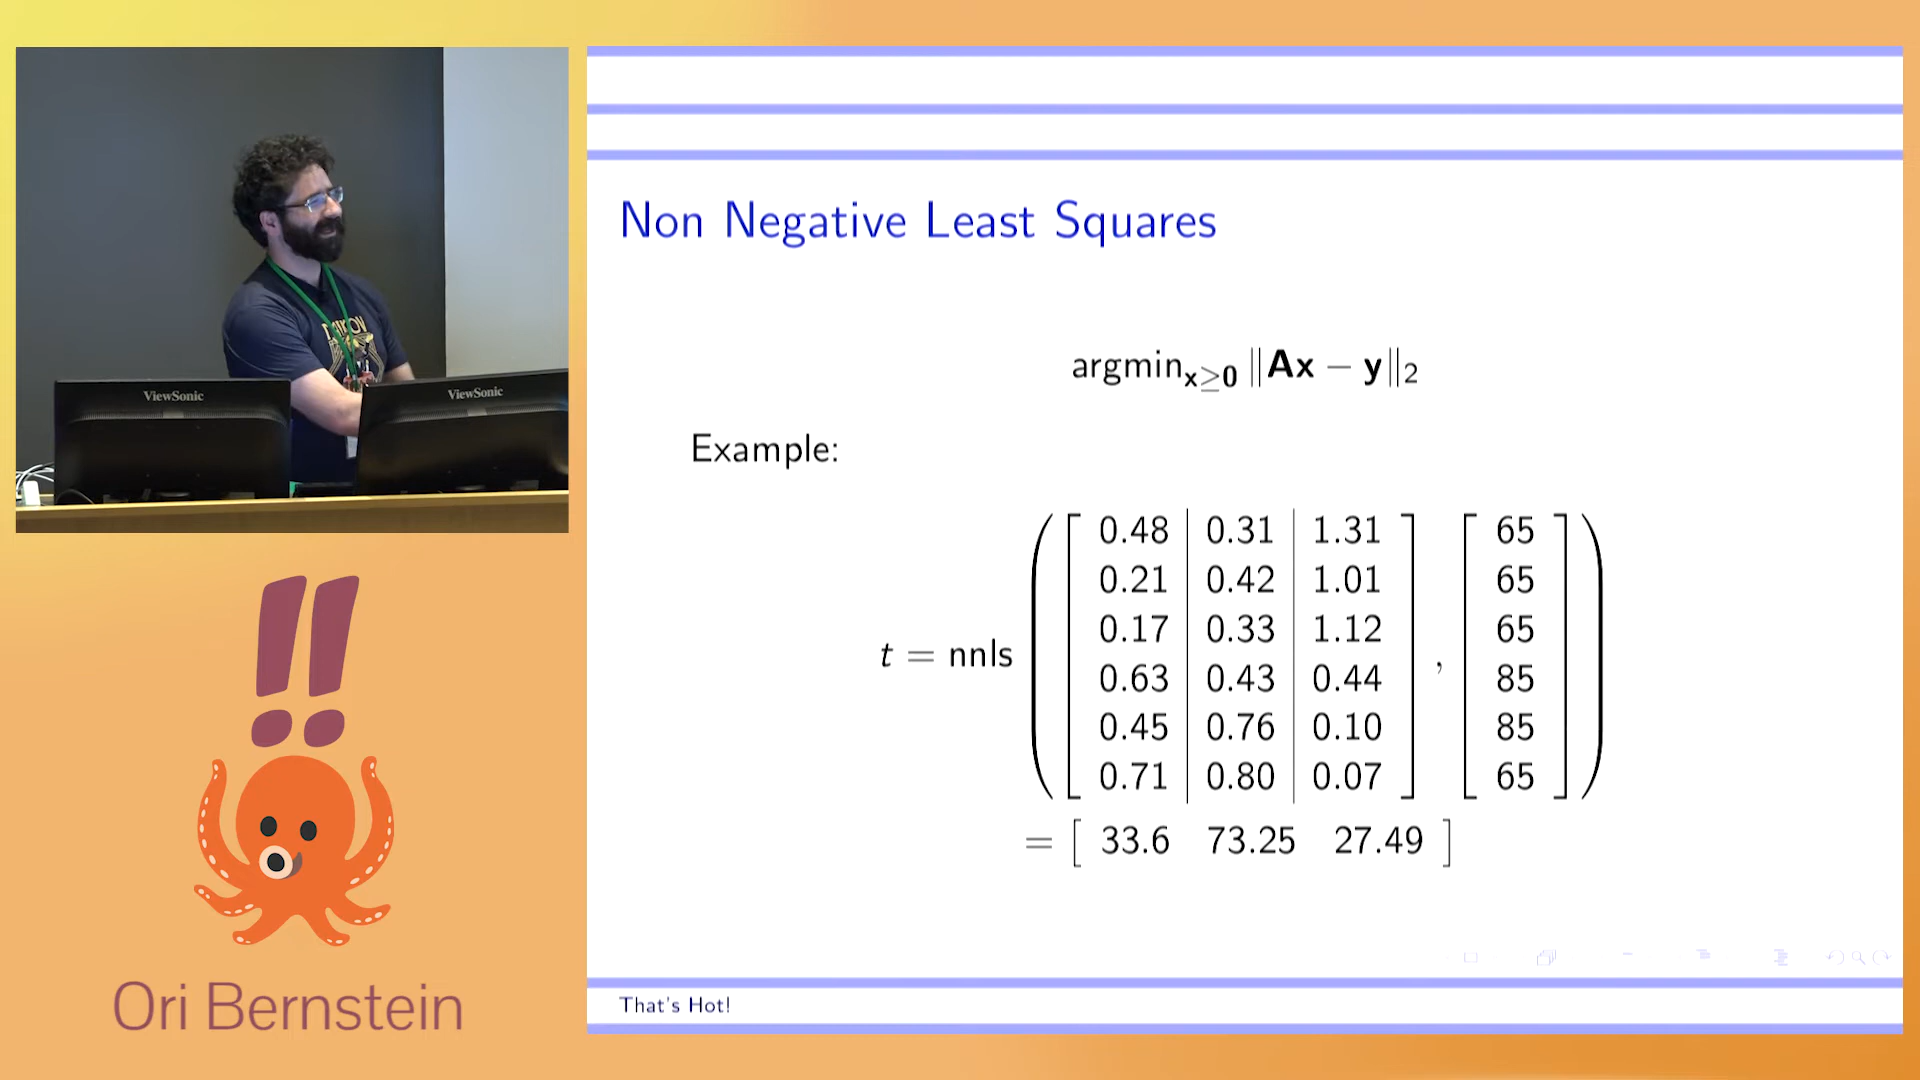 ViewSonic
ViewSonic
!!
Ori Bernstein
Non Negative Least Squares
argmin x≥0 ‖Ax − y‖2
Example:
t = nnls ( [ 0.48 | 0.31 | 1.31 ] , [ 65 ] )
0.21 | 0.42 | 1.01 65
0.17 | 0.33 | 1.12 65
0.63 | 0.43 | 0.44 85
0.45 | 0.76 | 0.10 85
0.71 | 0.80 | 0.07 65
= [ 33.6 73.25 27.49 ]
That's Hot!